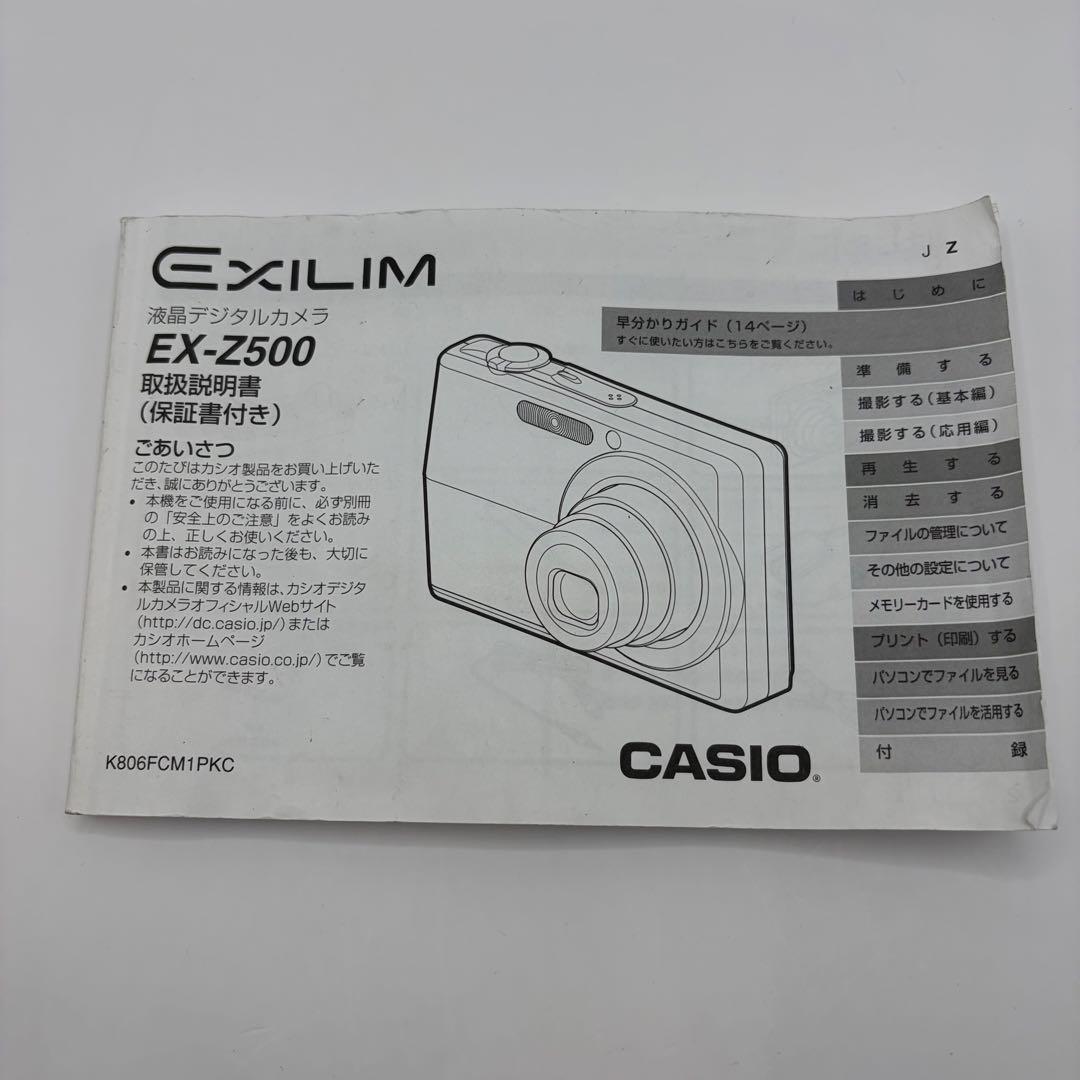 EXILIM
液晶デジタルカメラ
EX-Z500
取扱説明書
(保証書付き)
ごあいさつ
このたびはカシオ製品をお買い上げいた
だき、誠にありがとうございます。
• 本機をご使用になる前に、必ず別冊
の「安全上のご注意」をよくお読み
の上、正しくお使いください。
• 本書はお読みになった後も、大切に
保管してください。
• 本製品に関する情報は、カシオデジタ
ルカメラオフィシャルWebサイト
(http://dc.casio.jp/)または
カシオホームページ
(http://www.casio.co.jp/)でご覧
になることができます。
K806FCM1PKC
J Z
はじめに
早分かりガイド(14ページ)
すぐに使いたい方はこちらをご覧ください。
準備する
撮影する(基本編)
撮影する(応用編)
再生する
消去する
ファイルの管理について
その他の設定について
メモリーカードを使用する
プリント(印刷)する
パソコンでファイルを見る
パソコンでファイルを活用する
付録
CASIO®